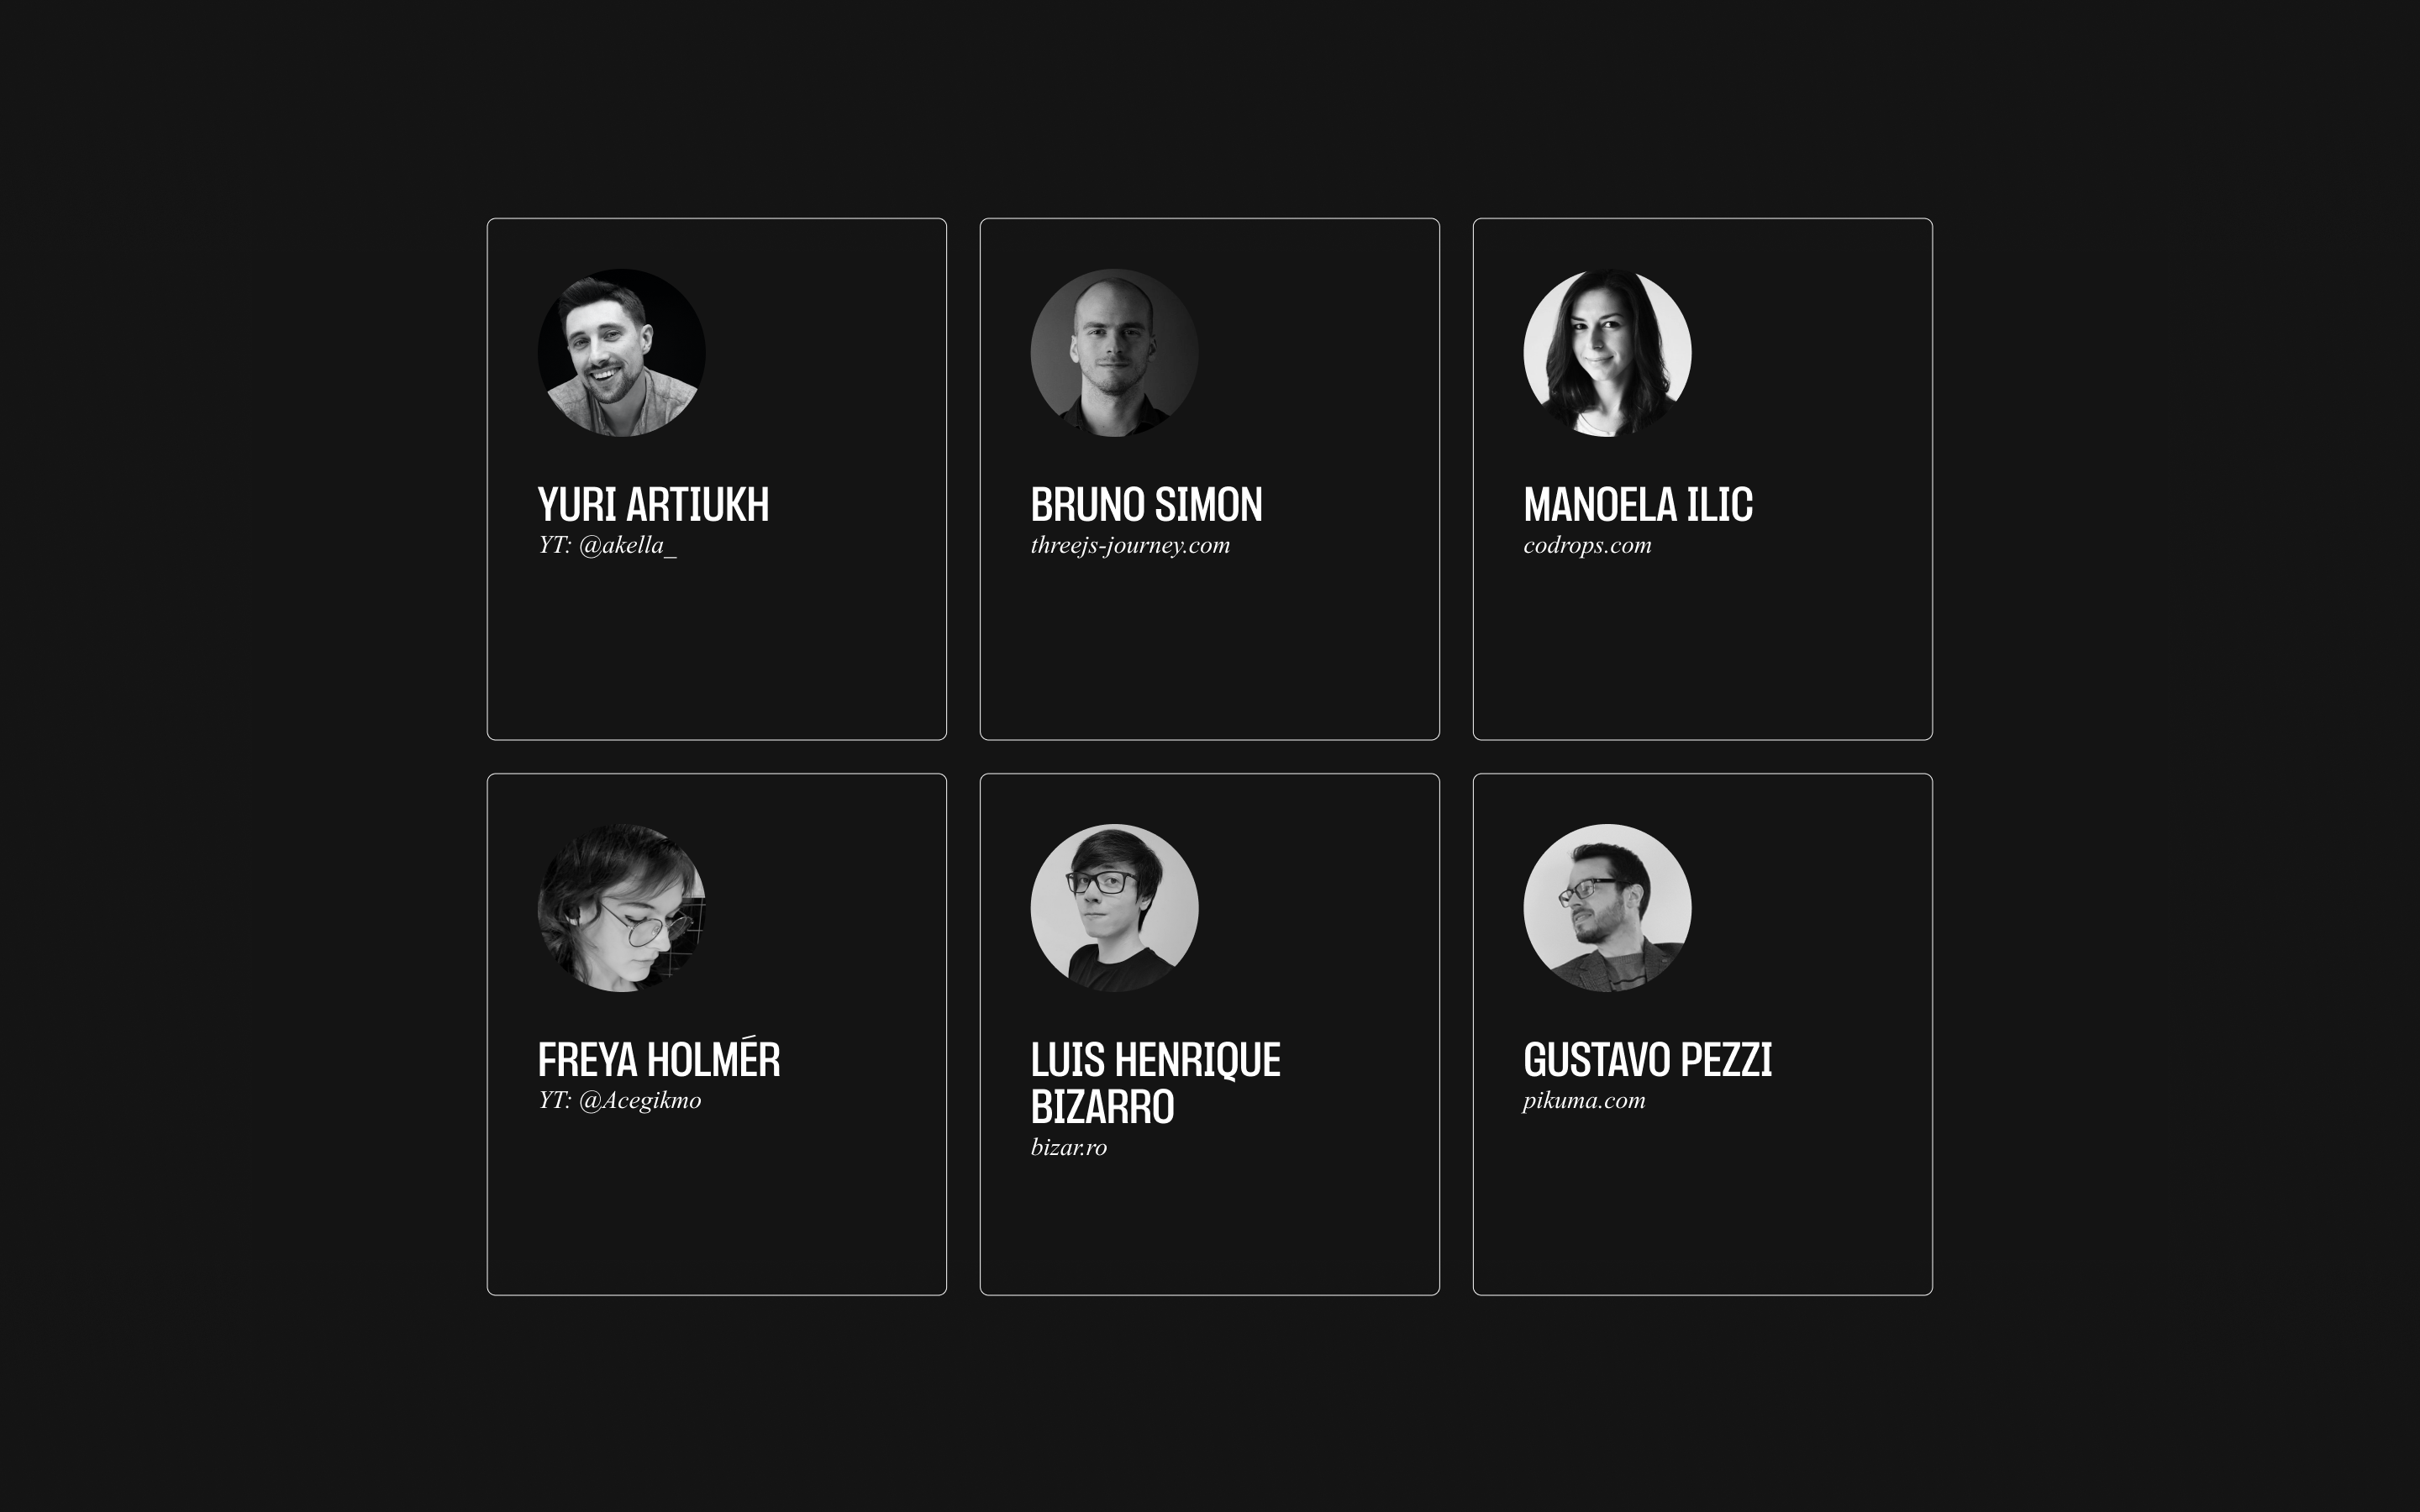 YURI ARTIUKH
YT: @akella_
BRUNO SIMON
threejs-journey.com
MANOELA ILIC
codrops.com
FREYA HOLMÉR
YT: @Acegikmo
LUIS HENRIQUE
BIZARRO
bizar.ro
GUSTAVO PEZZI
pikuma.com